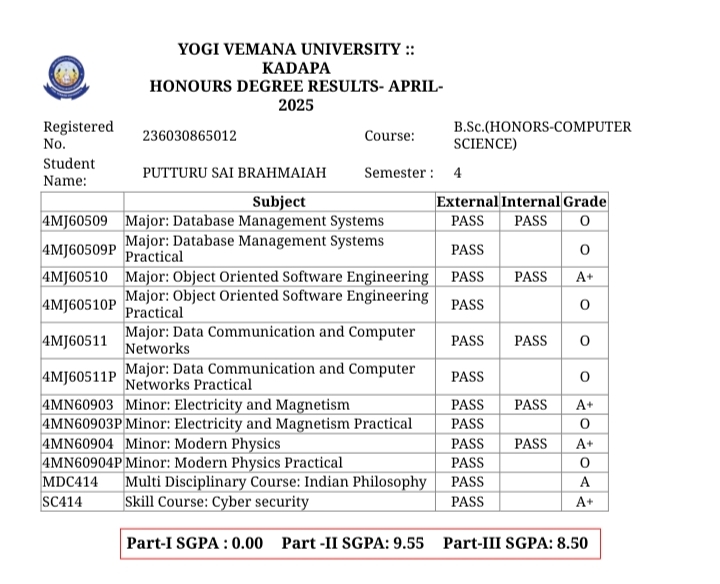 YOGI VEMANA UNIVERSITY ::
KADAPA
HONOURS DEGREE RESULTS- APRIL-
2025
Registered No. 236030865012 Course: B.Sc.(HONORS-COMPUTER SCIENCE)
Student Name: PUTTURU SAI BRAHMAIAH Semester : 4
Subject External Internal Grade
4MJ60509 Major: Database Management Systems PASS PASS O
4MJ60509P Major: Database Management Systems Practical PASS O
4MJ60510 Major: Object Oriented Software Engineering PASS PASS A+
4MJ60510P Major: Object Oriented Software Engineering Practical PASS O
4MJ60511 Major: Data Communication and Computer Networks PASS PASS O
4MJ60511P Major: Data Communication and Computer Networks Practical PASS O
4MN60903 Minor: Electricity and Magnetism PASS PASS A+
4MN60903P Minor: Electricity and Magnetism Practical PASS O
4MN60904 Minor: Modern Physics PASS PASS A+
4MN60904P Minor: Modern Physics Practical PASS O
MDC414 Multi Disciplinary Course: Indian Philosophy PASS A
SC414 Skill Course: Cyber security PASS A+
Part-I SGPA : 0.00 Part -II SGPA: 9.55 Part-III SGPA: 8.50